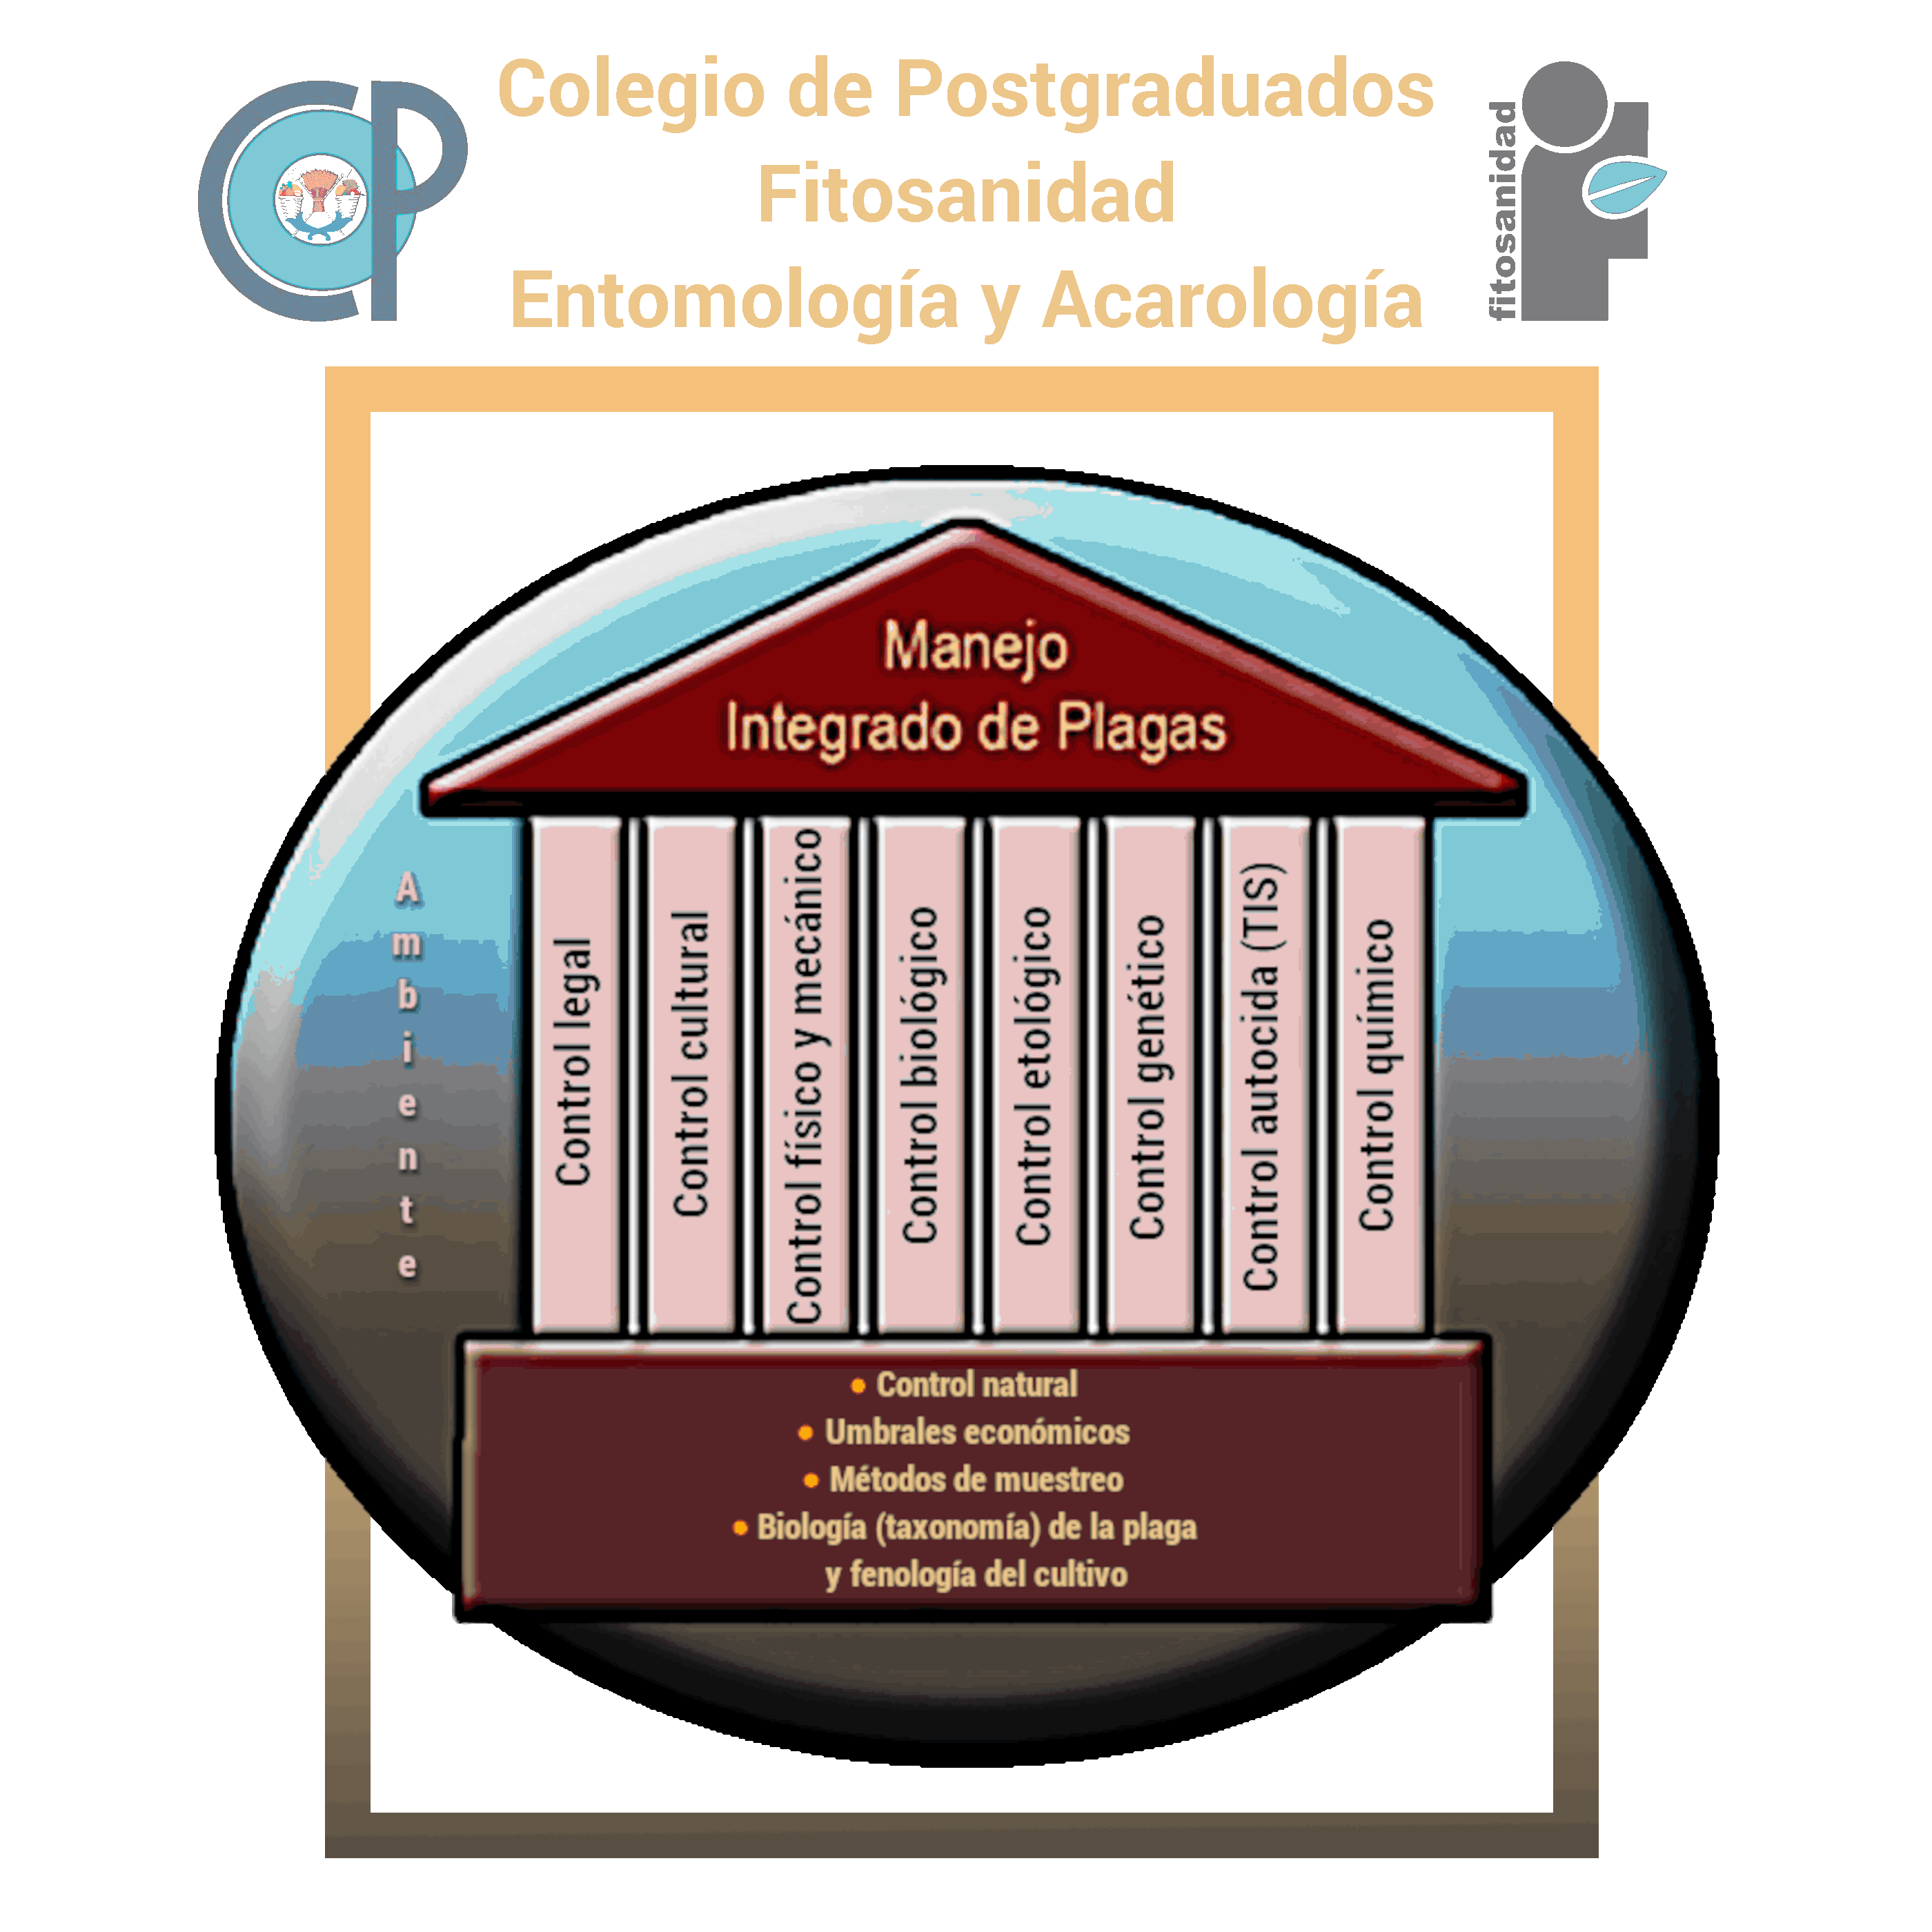 Colegio de Postgraduados
Fitosanidad
Entomología y Acarología
CP
fitosanidad
Manejo
Integrado de Plagas
Ambiente
Control legal
Control cultural
Control físico y mecánico
Control biológico
Control etológico
Control genético
Control autocida (TIS)
Control químico
• Control natural
• Umbrales económicos
• Métodos de muestreo
• Biología (taxonomía) de la plaga
y fenología del cultivo